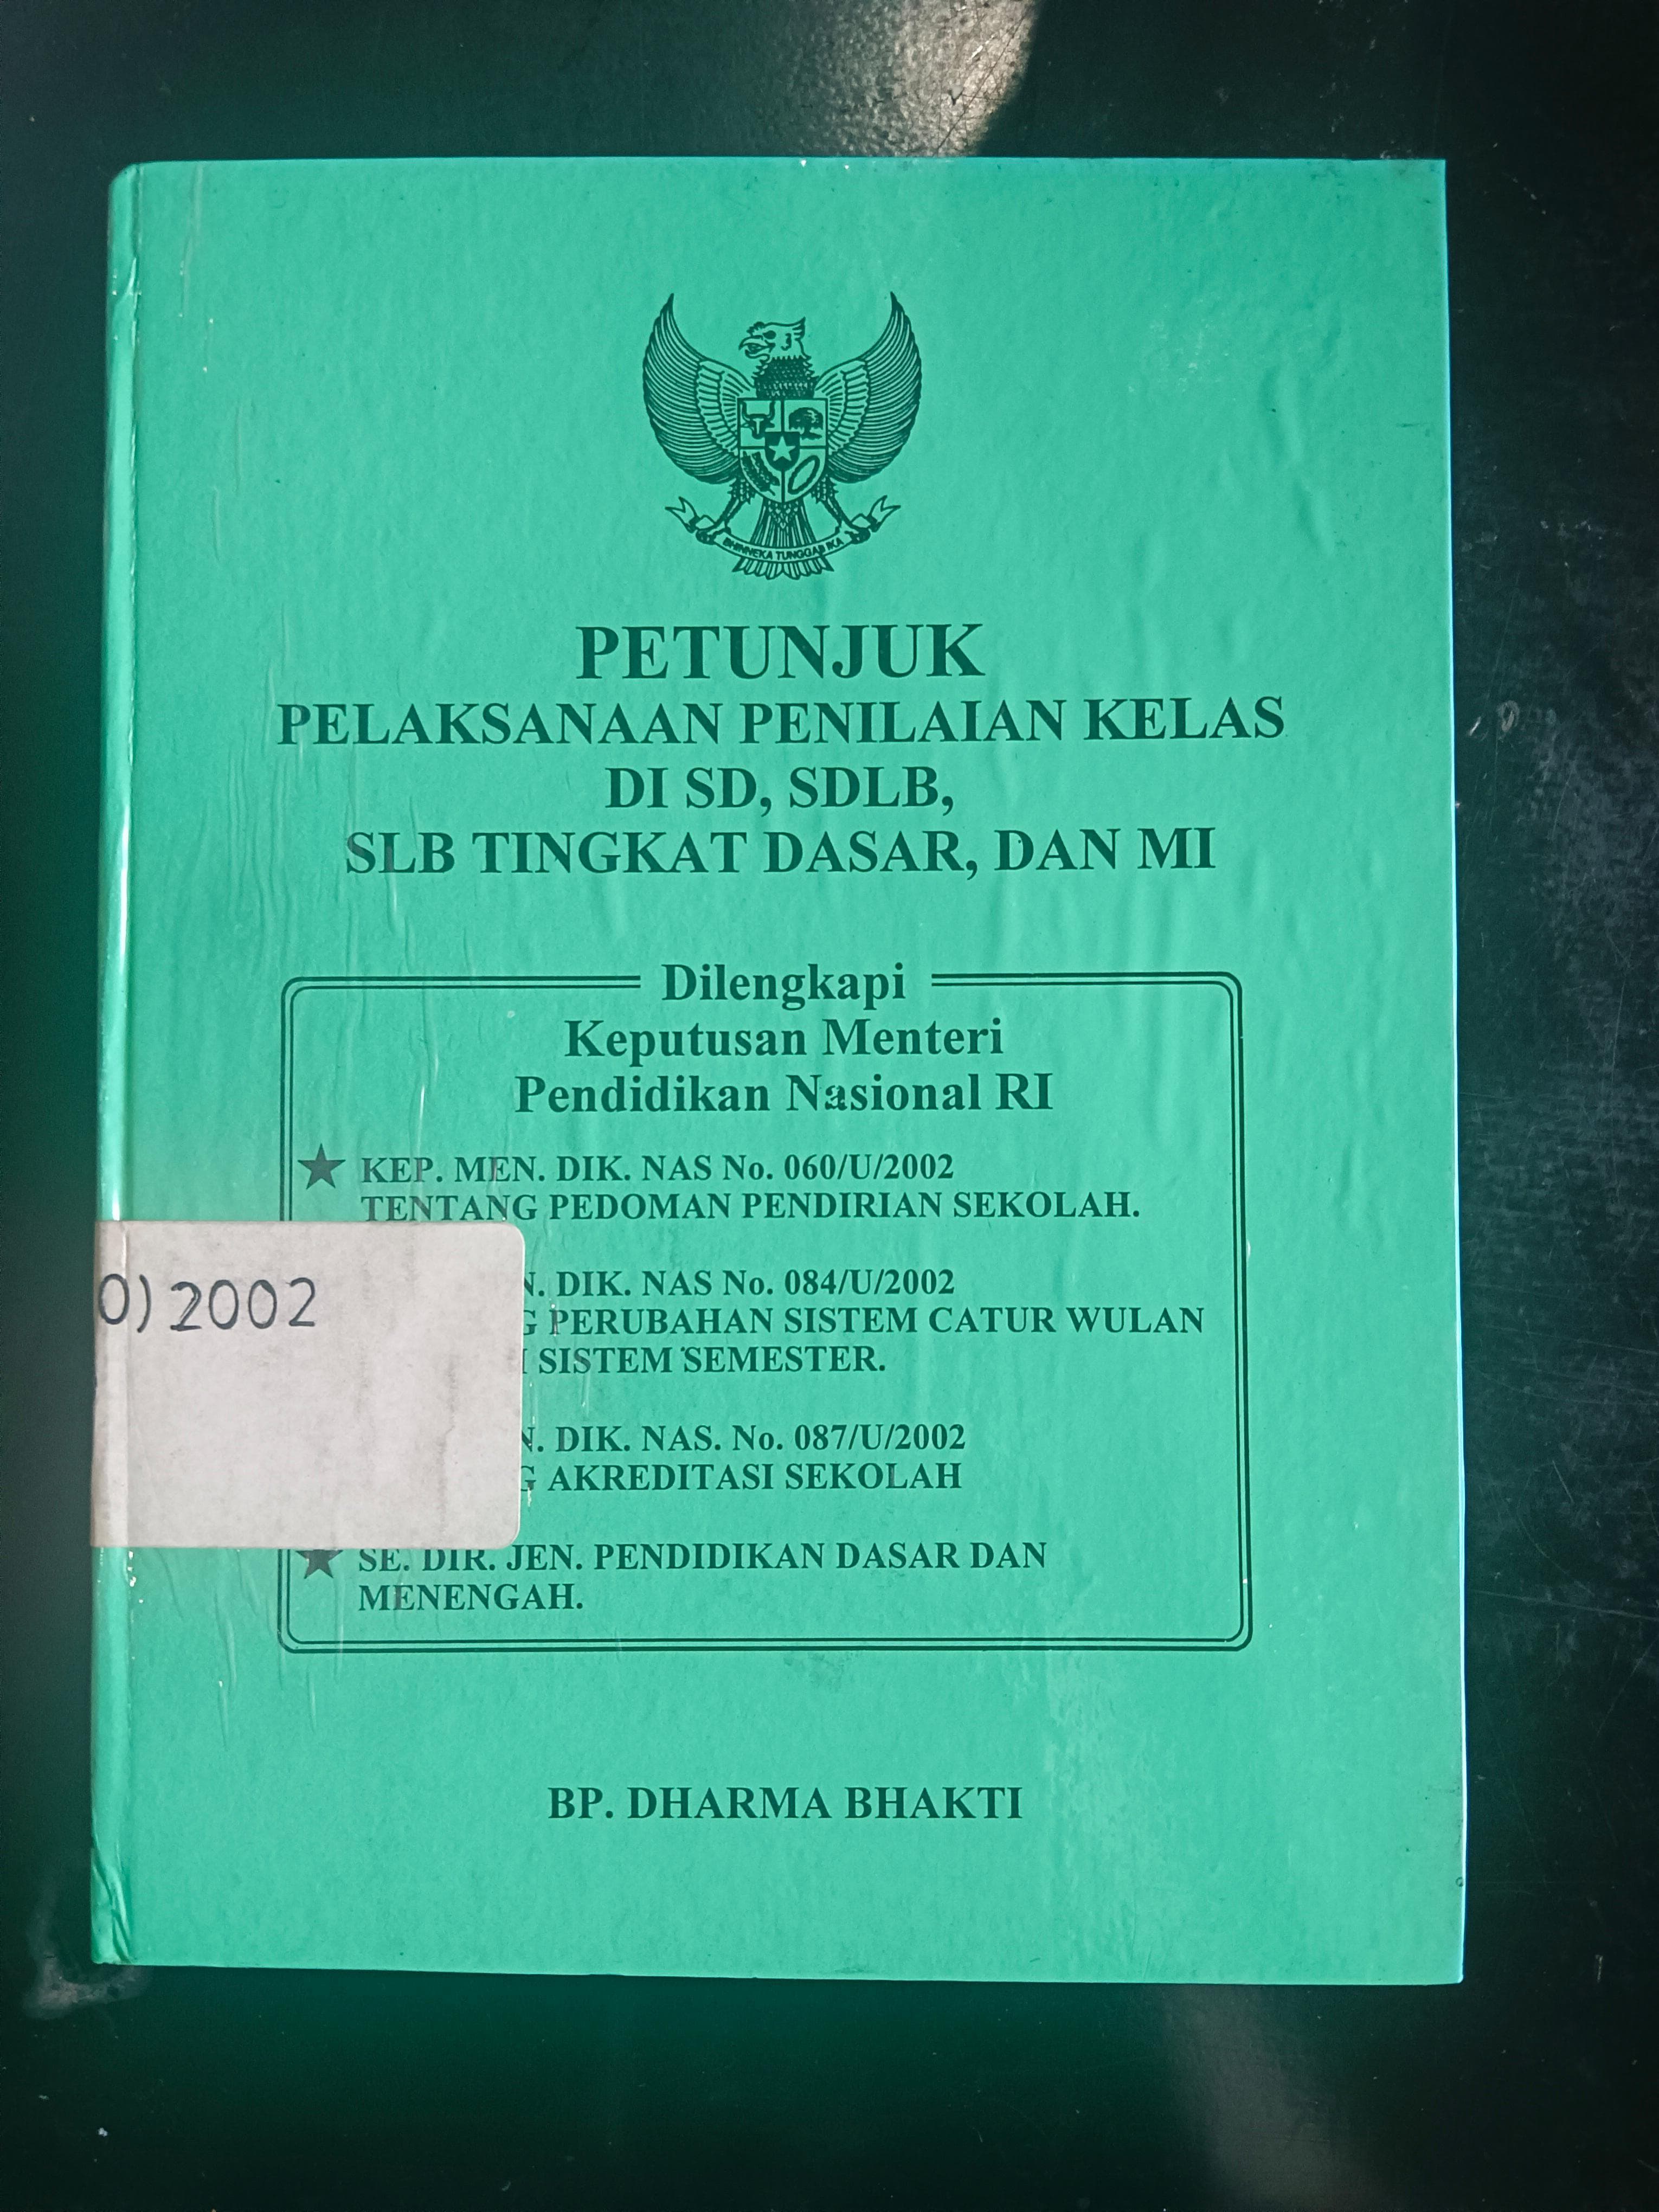 BHINNEKA TUNGGAL IKA
PETUNJUK
PELAKSANAAN PENILAIAN KELAS
DI SD, SDLB,
SLB TINGKAT DASAR, DAN MI
Dilengkapi
Keputusan Menteri
Pendidikan Nasional RI
★ KEP. MEN. DIK. NAS No. 060/U/2002
TENTANG PEDOMAN PENDIRIAN SEKOLAH.
O) 2002
N. DIK. NAS No. 084/U/2002
G PERUBAHAN SISTEM CATUR WULAN
I SISTEM SEMESTER.
N. DIK. NAS. No. 087/U/2002
G AKREDITASI SEKOLAH
★ SE. DIR. JEN. PENDIDIKAN DASAR DAN
MENENGAH.
BP. DHARMA BHAKTI